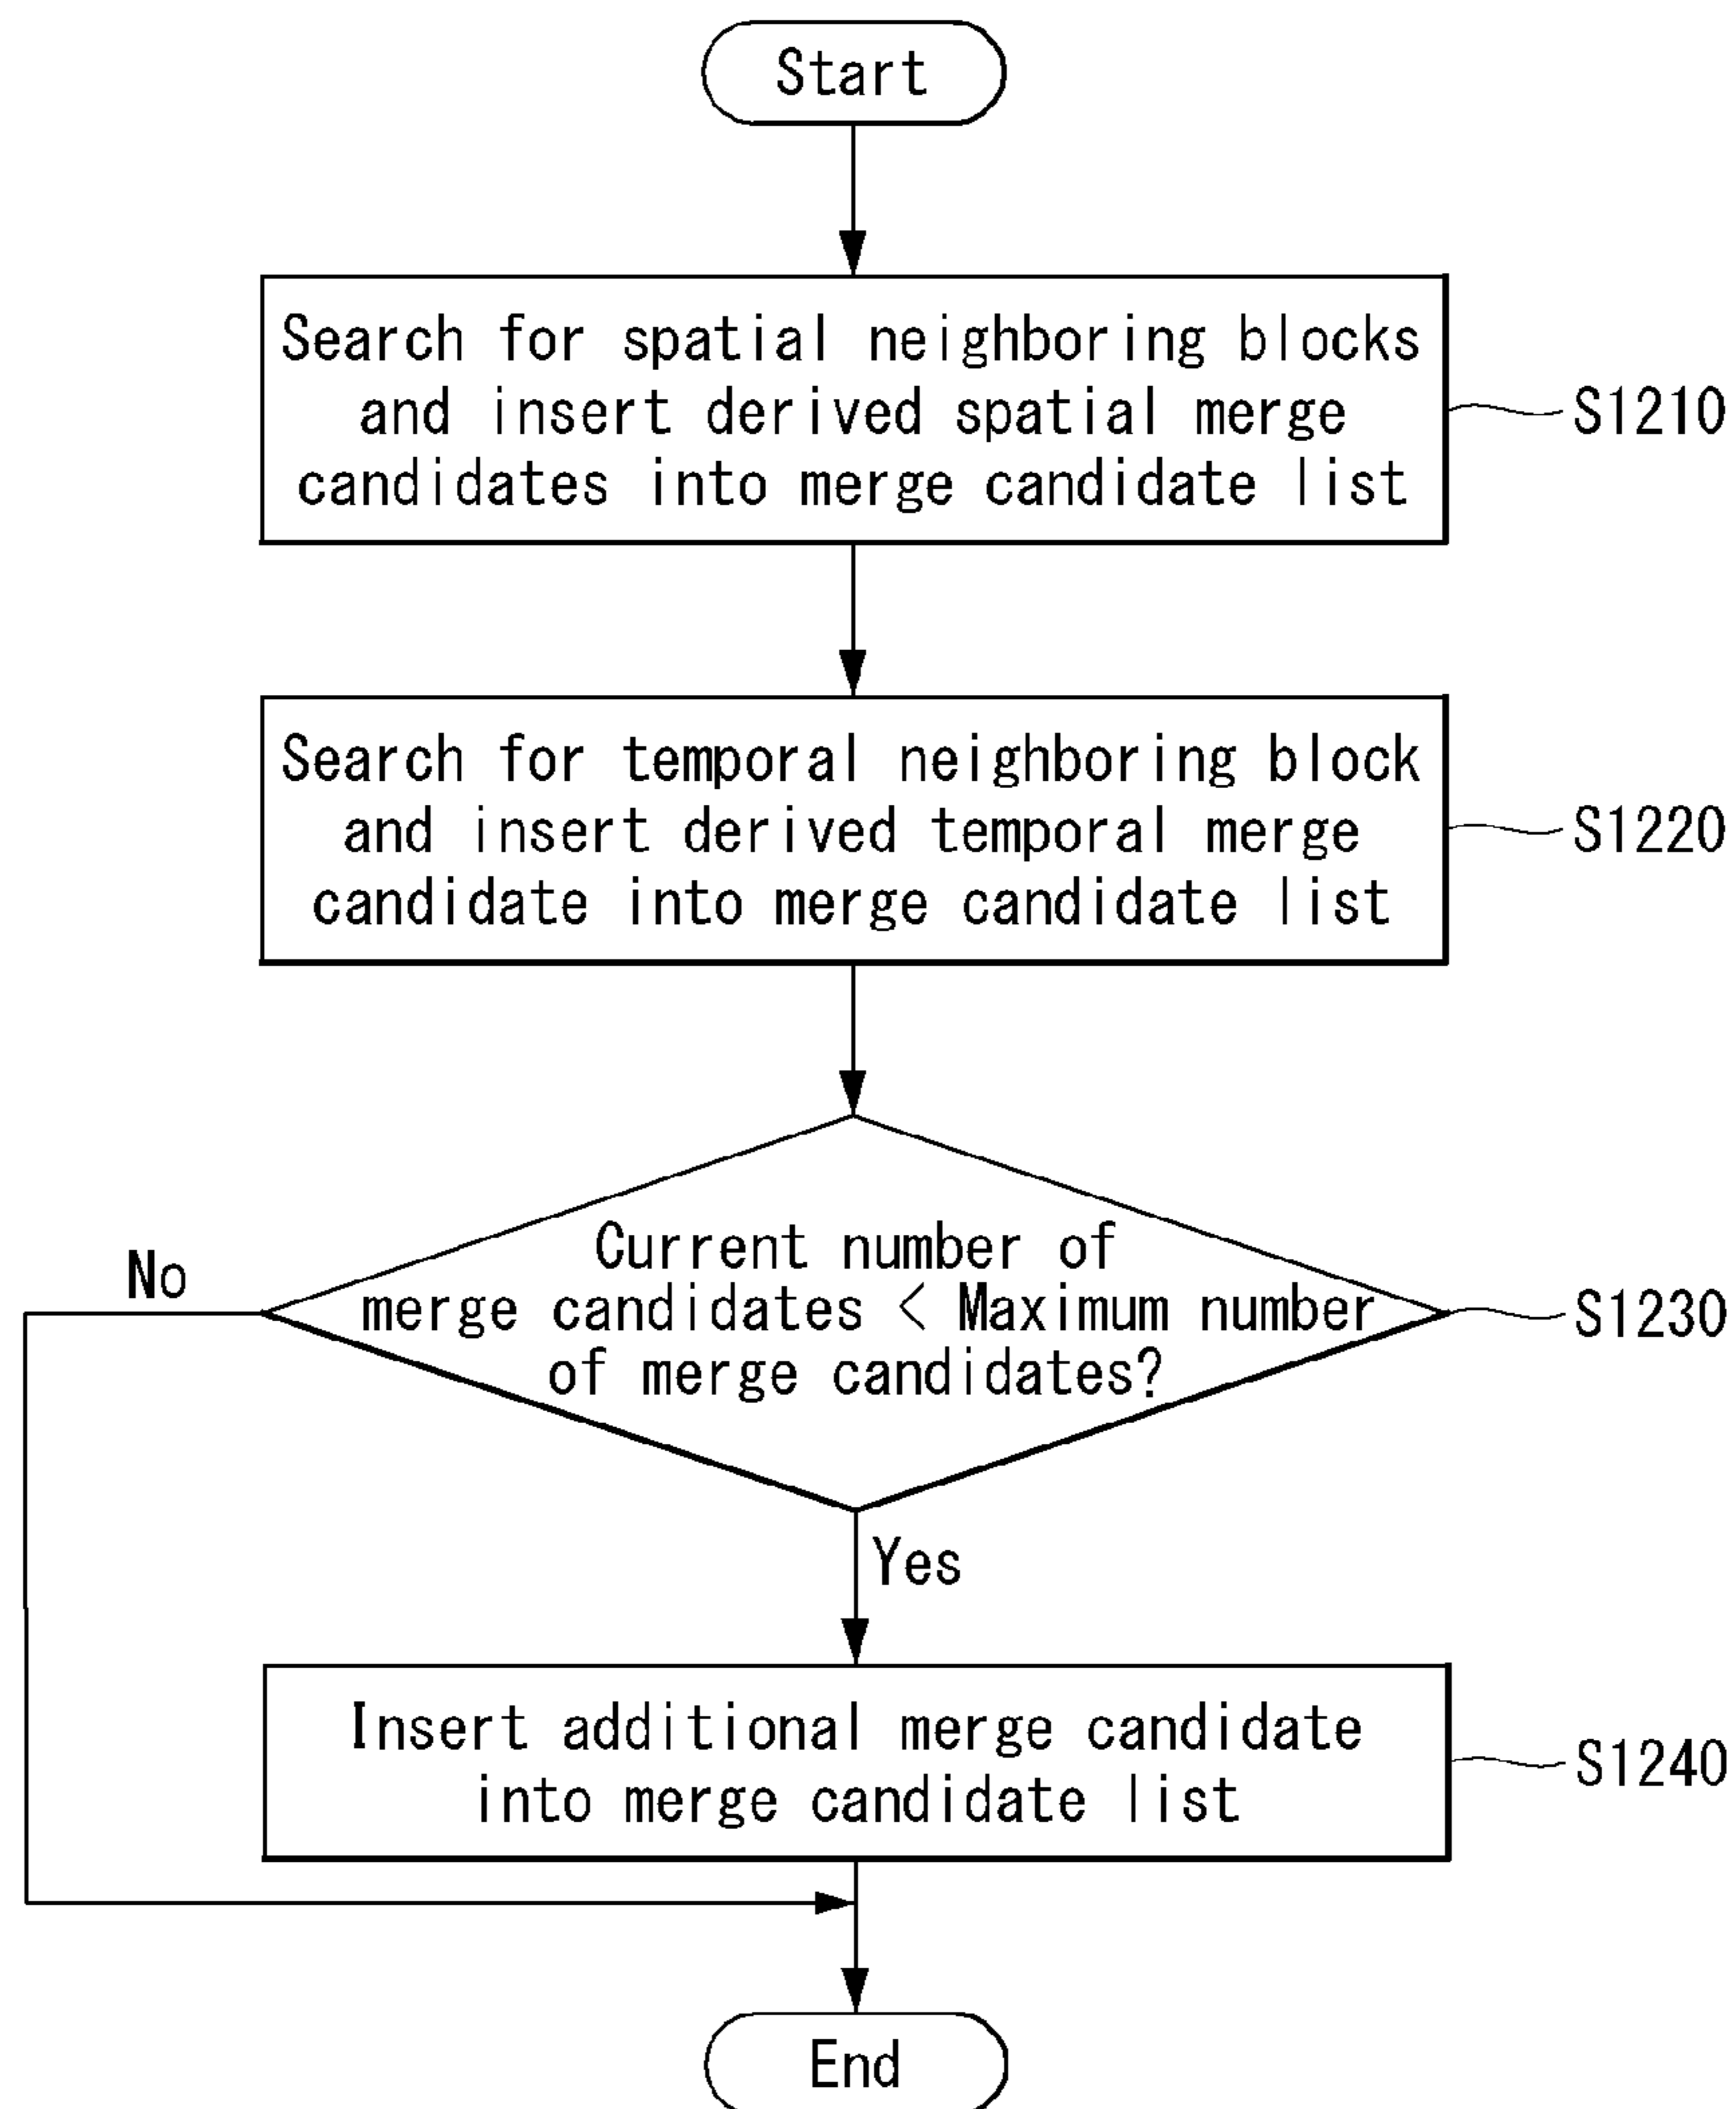 Start
Search for spatial neighboring blocks
and insert derived spatial merge
candidates into merge candidate list
S1210
Search for temporal neighboring block
and insert derived temporal merge
candidate into merge candidate list
S1220
Current number of
merge candidates < Maximum number
of merge candidates?
S1230
No
Yes
Insert additional merge candidate
into merge candidate list
S1240
End